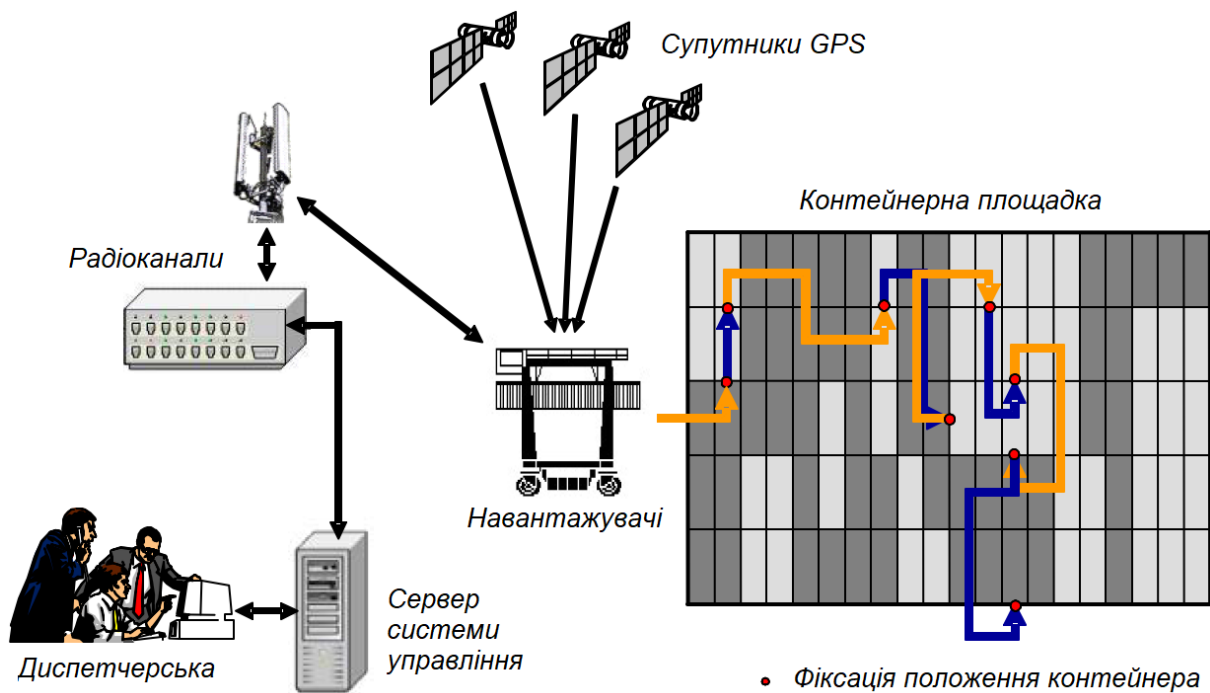 Супутники GPS
Контейнерна площадка
Радіоканали
Навантажувачі
Сервер
системи
управління
Диспетчерська
Фіксація положення контейнера